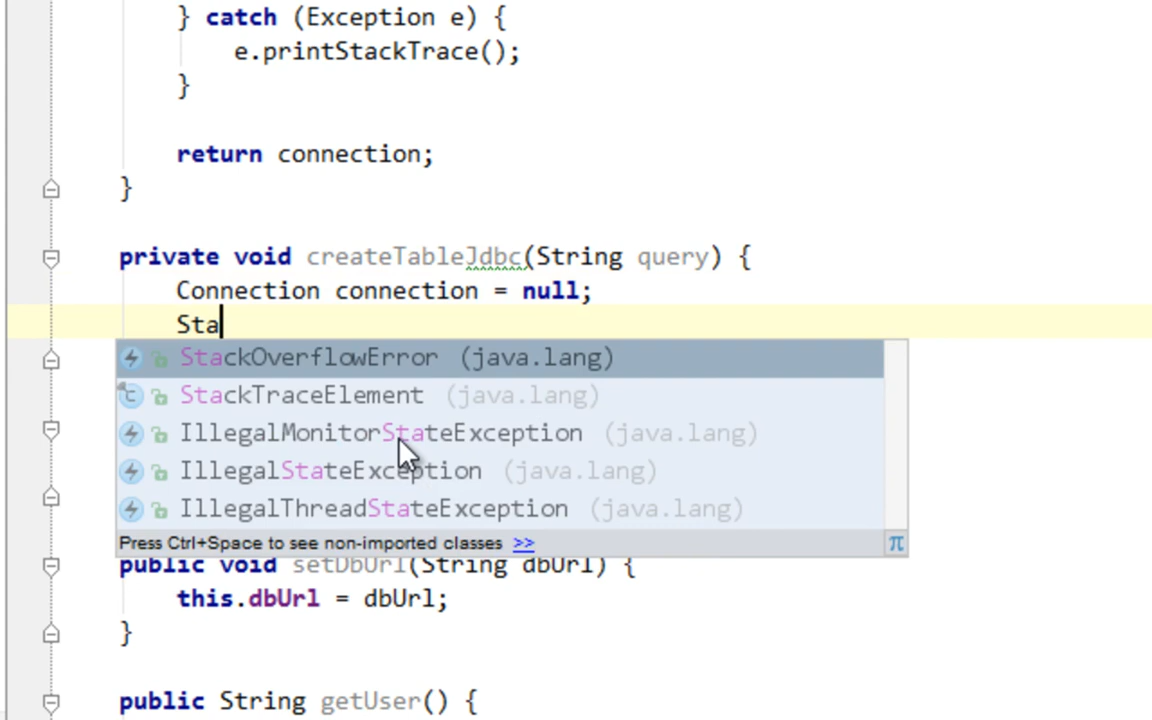 } catch (Exception e) {
e.printStackTrace();
}
return connection;
}
private void createTableJdbc(String query) {
Connection connection = null;
Sta
StackOverflowError (java.lang)
StackTraceElement (java.lang)
IllegalMonitorStateException (java.lang)
IllegalStateException (java.lang)
IllegalThreadStateException (java.lang)
Press Ctrl+Space to see non-imported classes >> π
public void setDbUrl(String dbUrl) {
this.dbUrl = dbUrl;
}
public String getUser() {